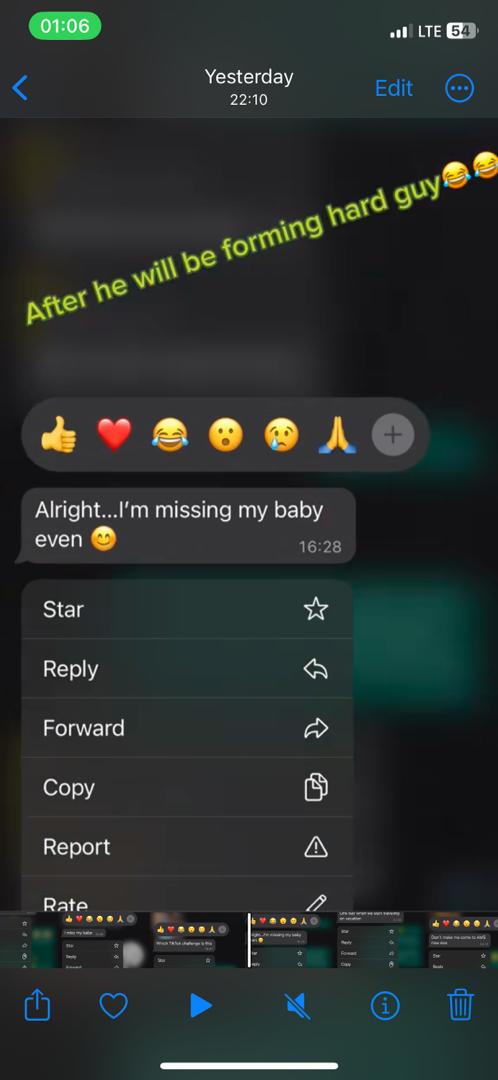 01:06
LTE 54
Yesterday
22:10
Edit
After he will be forming hard guy😂😂
Alright...I'm missing my baby
even 😊
16:28
Star
Reply
Forward
Copy
Report
Rate